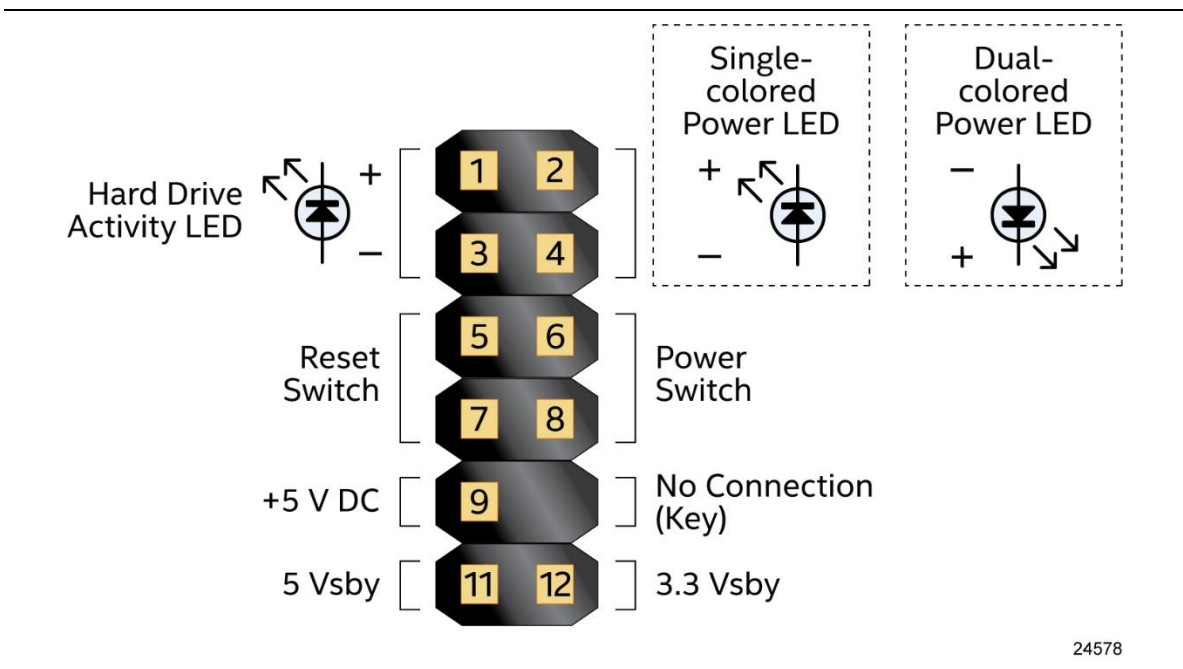 Single-
colored
Power LED
Dual-
colored
Power LED
Hard Drive
Activity LED
+
−
1 2
3 4
+
−
−
+
Reset
Switch
5 6
7 8
Power
Switch
+5 V DC
9
No Connection
(Key)
5 Vsby
11 12
3.3 Vsby
24578